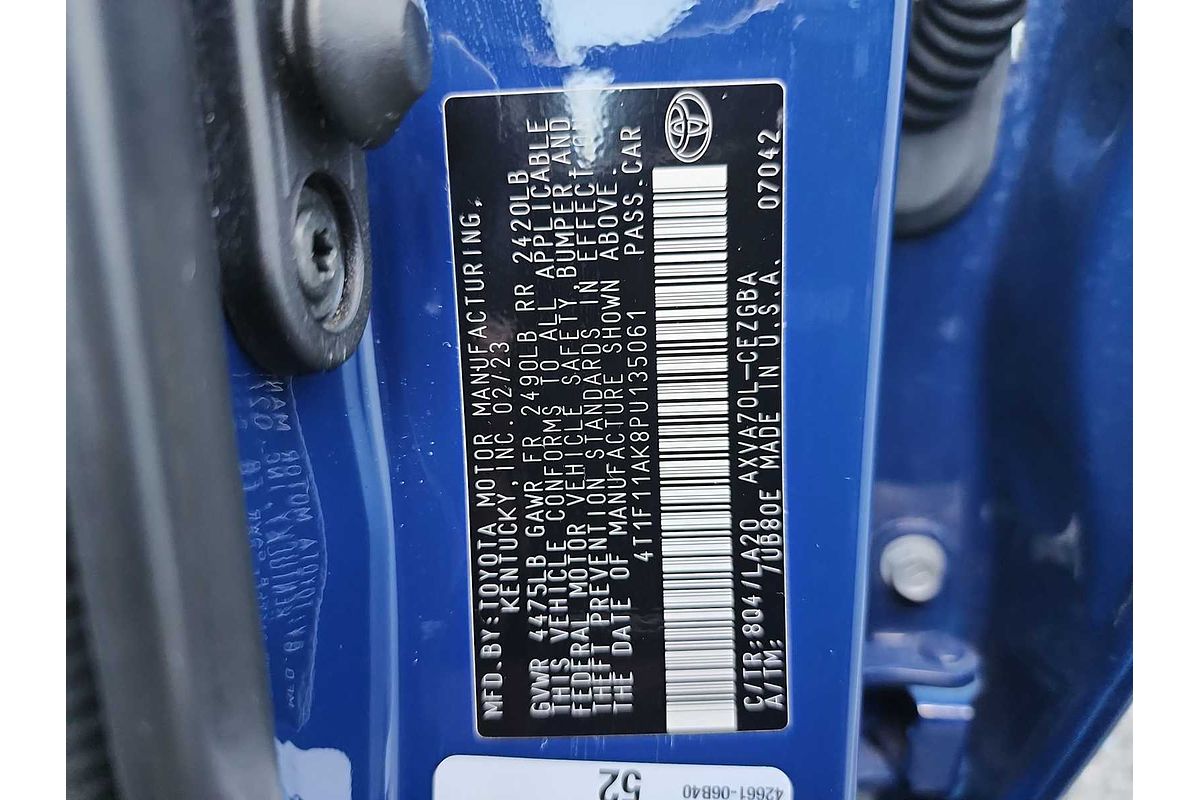 MFD.BY:TOYOTA MOTOR MANUFACTURING,
KENTUCKY, INC. 02/23
GVWR 4475LB GAWR FR 2490LB RR 2420LB
THIS VEHICLE CONFORMS TO ALL APPLICABLE
FEDERAL MOTOR VEHICLE SAFETY, BUMPER, AND
THEFT PREVENTION STANDARDS IN EFFECT ON
THE DATE OF MANUFACTURE SHOWN ABOVE.
4T1F11AK8PU135061 PASS.CAR
C/TR:8Q4/LA20 AXVA70L-CEZGBA 07042
A/TM: /UB80E MADE IN U.S.A.
52
42661-06B40